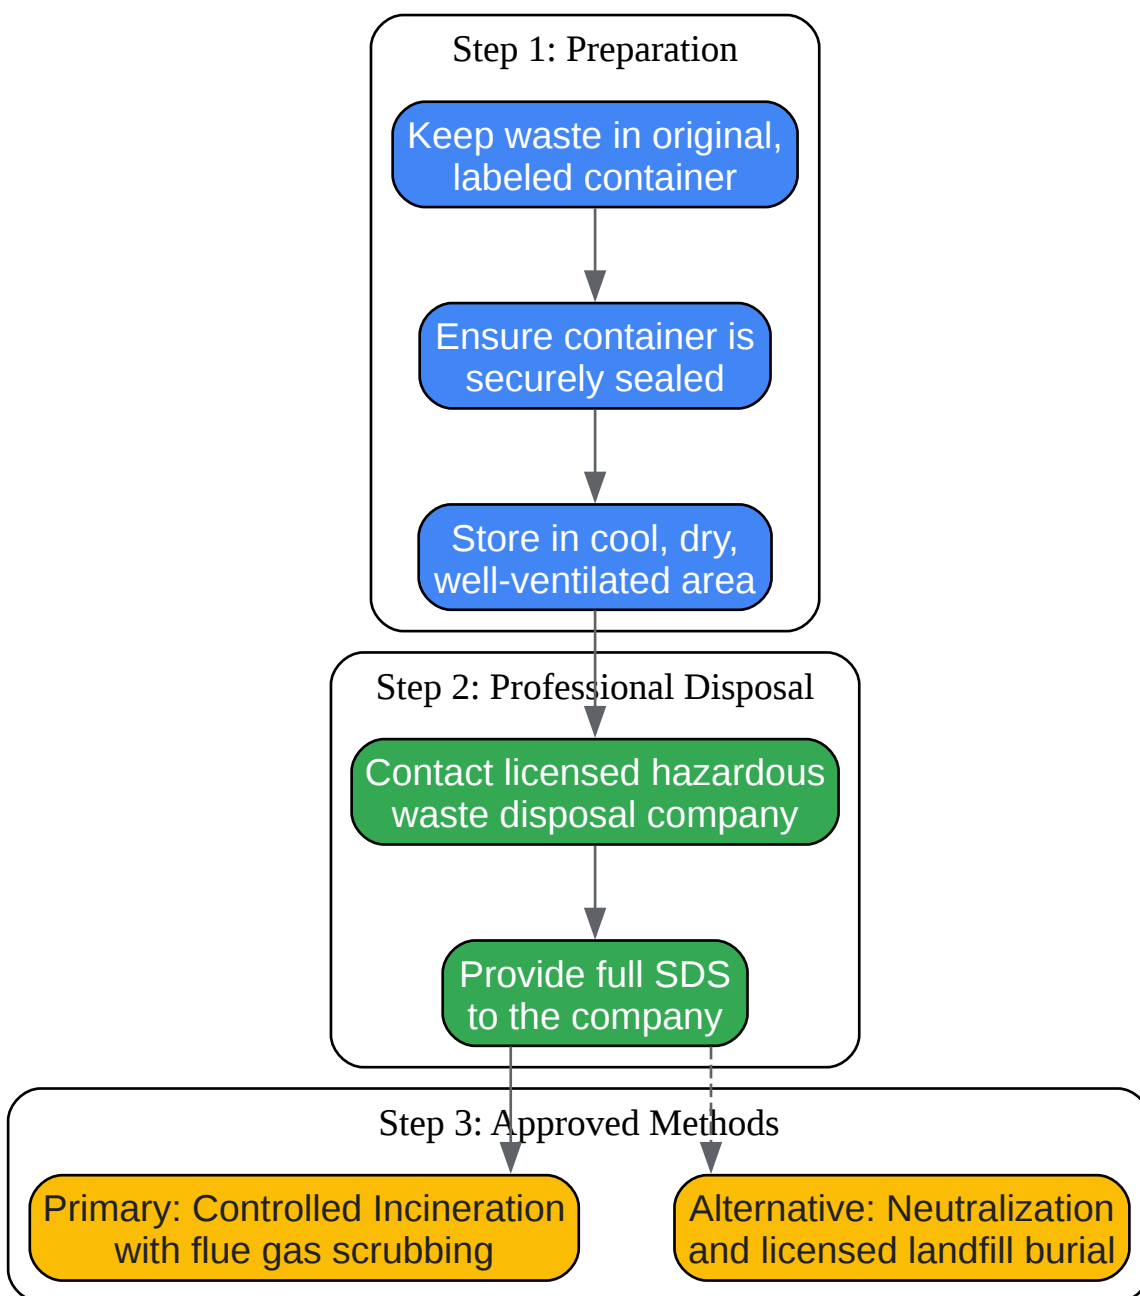 Step 1: Preparation
Keep waste in original,
labeled container
Ensure container is
securely sealed
Store in cool, dry,
well-ventilated area
Step 2: Professional Disposal
Contact licensed hazardous
waste disposal company
Provide full SDS
to the company
Step 3: Approved Methods
Primary: Controlled Incineration
with flue gas scrubbing
Alternative: Neutralization
and licensed landfill burial